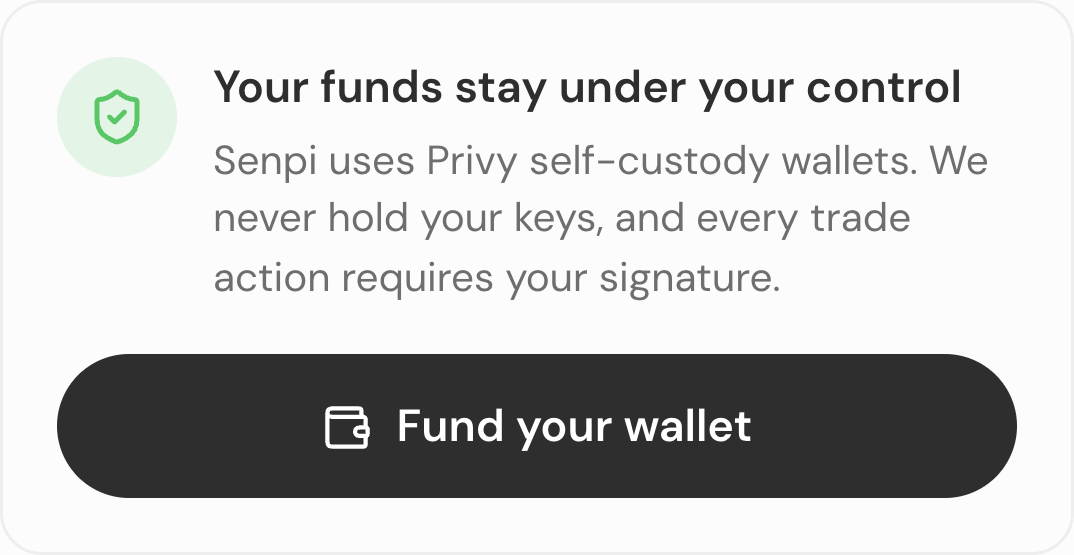 Your funds stay under your control
Senpi uses Privy self-custody wallets. We
never hold your keys, and every trade
action requires your signature.
Fund your wallet